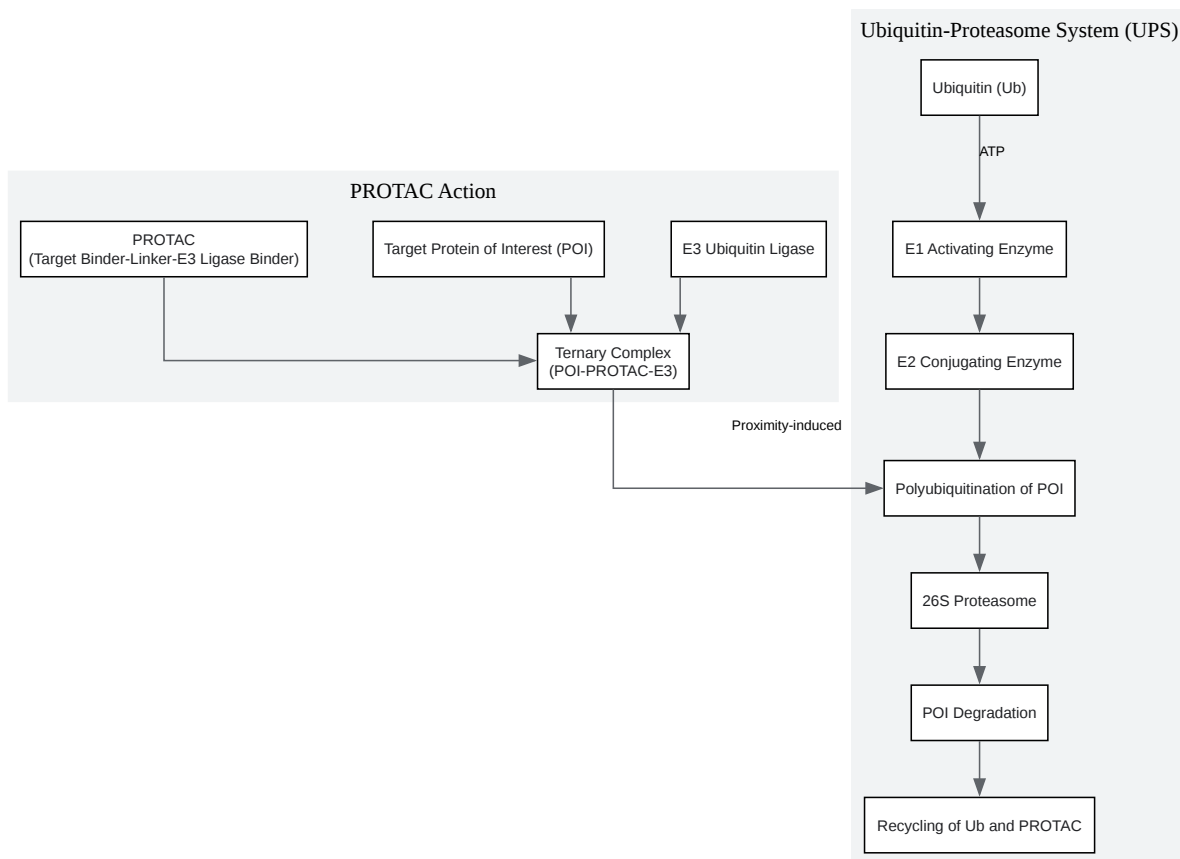 Ubiquitin-Proteasome System (UPS)
Ubiquitin (Ub)
ATP
PROTAC Action
PROTAC
(Target Binder-Linker-E3 Ligase Binder)
Target Protein of Interest (POI)
E3 Ubiquitin Ligase
E1 Activating Enzyme
Ternary Complex
(POI-PROTAC-E3)
E2 Conjugating Enzyme
Proximity-induced
Polyubiquitination of POI
26S Proteasome
POI Degradation
Recycling of Ub and PROTAC